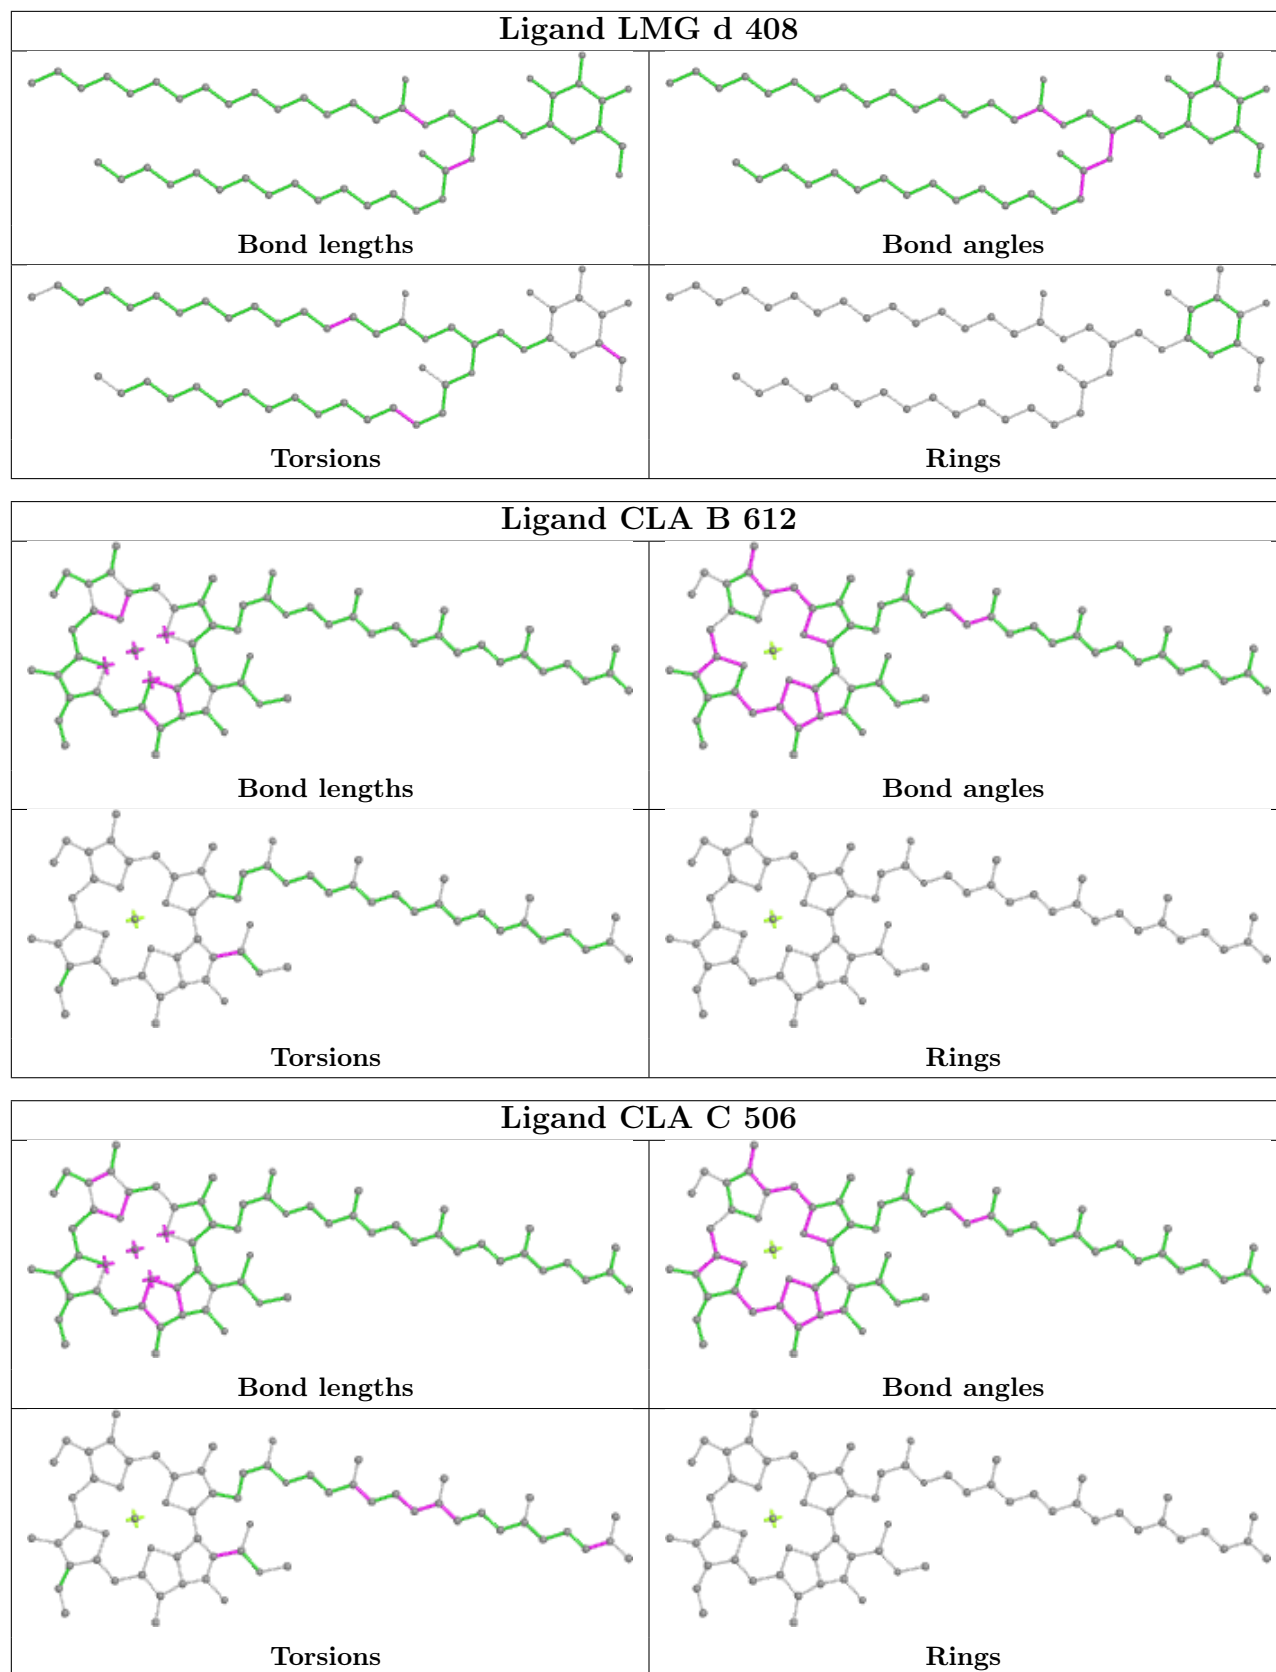 Ligand LMG d 408
Bond lengths
Bond angles
Torsions
Rings
Ligand CLA B 612
Bond lengths
Bond angles
Torsions
Rings
Ligand CLA C 506
Bond lengths
Bond angles
Torsions
Rings